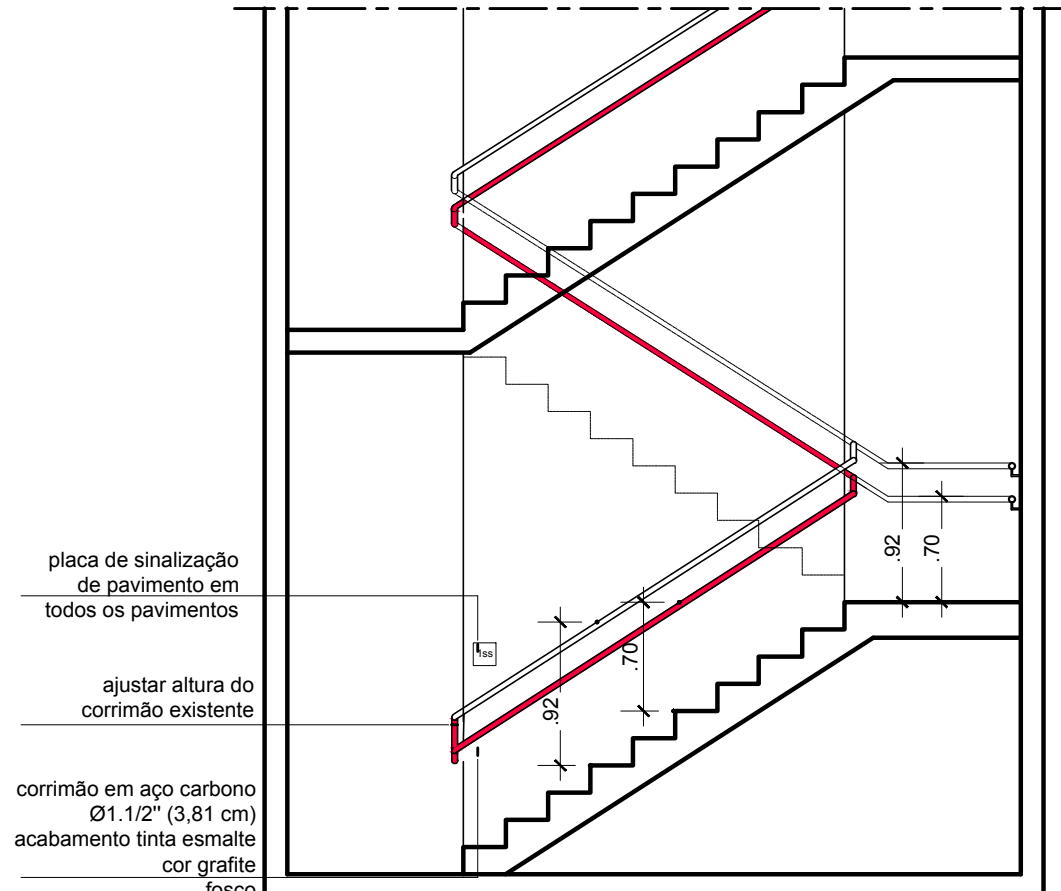 placa de sinalização
de pavimento em
todos os pavimentos
1ss
ajustar altura do
corrimão existente
corrimão em aço carbono
Ø1.1/2" (3,81 cm)
acabamento tinta esmalte
cor grafite
fosco
.92
.70
.92
.70